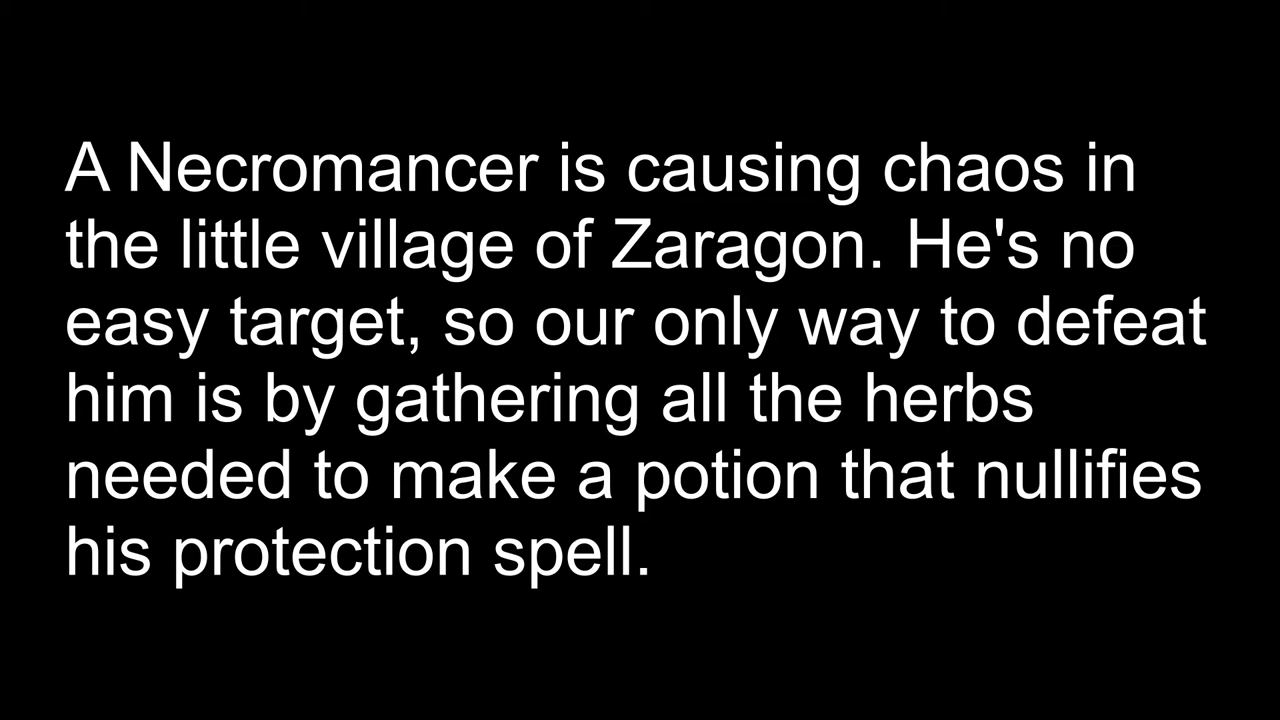 A Necromancer is causing chaos in
the little village of Zaragon. He's no
easy target, so our only way to defeat
him is by gathering all the herbs
needed to make a potion that nullifies
his protection spell.